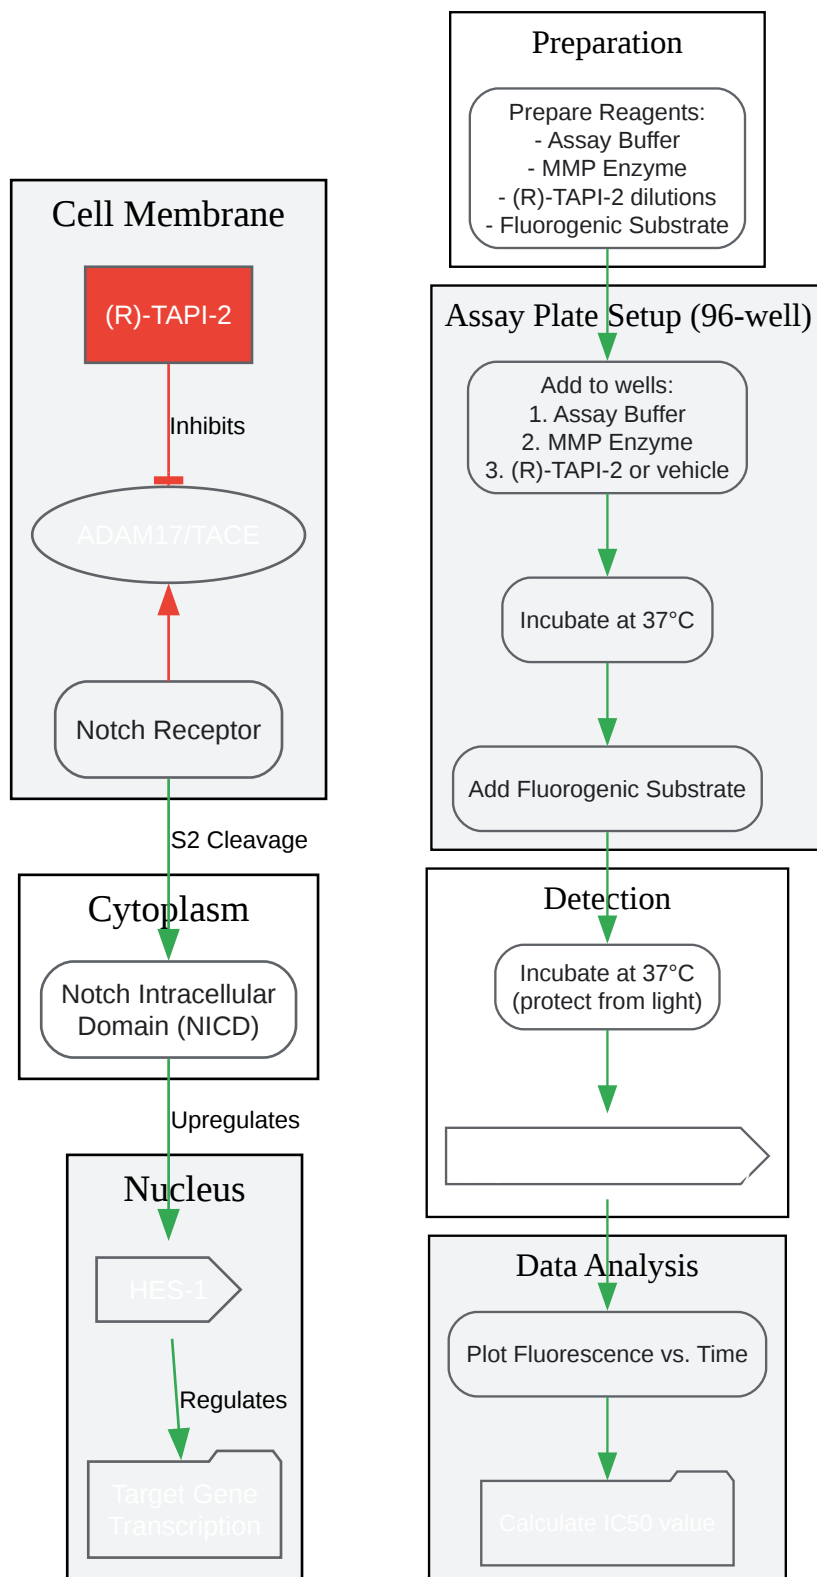 Cell Membrane
(R)-TAPI-2
Inhibits
ADAM17/TACE
Notch Receptor
S2 Cleavage
Cytoplasm
Notch Intracellular
Domain (NICD)
Upregulates
Nucleus
HES-1
Regulates
Target Gene
Transcription
Preparation
Prepare Reagents:
- Assay Buffer
- MMP Enzyme
- (R)-TAPI-2 dilutions
- Fluorogenic Substrate
Assay Plate Setup (96-well)
Add to wells:
1. Assay Buffer
2. MMP Enzyme
3. (R)-TAPI-2 or vehicle
Incubate at 37°C
Add Fluorogenic Substrate
Detection
Incubate at 37°C
(protect from light)
Data Analysis
Plot Fluorescence vs. Time
Calculate IC50 value